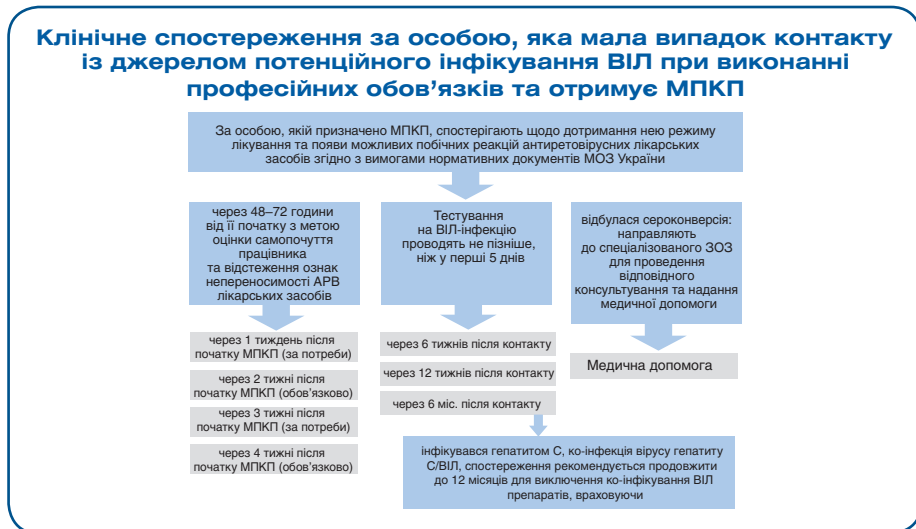 Клінічне спостереження за особою, яка мала випадок контакту
із джерелом потенційного інфікування ВІЛ при виконанні
професійних обов’язків та отримує МПКП
За особою, якій призначено МПКП, спостерігають щодо дотримання нею режиму
лікування та появи можливих побічних реакцій антиретовірусних лікарських
засобів згідно з вимогами нормативних документів МОЗ України
через 48–72 години
від її початку з метою
оцінки самопочуття
працівника
та відстеження ознак
непереносимості АРВ
лікарських засобів
через 1 тиждень після
початку МПКП (за потреби)
через 2 тижні після
початку МПКП (обов’язково)
через 3 тижні після
початку МПКП (за потреби)
через 4 тижні після
початку МПКП (обов’язково)
Тестування
на ВІЛ-інфекцію
проводять не пізніше,
ніж у перші 5 днів
через 6 тижнів після контакту
через 12 тижнів після контакту
через 6 міс. після контакту
інфікувався гепатитом С, ко-інфекція вірусу гепатиту
С/ВІЛ, спостереження рекомендується продовжити
до 12 місяців для виключення ко-інфікування ВІЛ
препаратів, враховуючи
відбулася сероконверсія:
направляють
до спеціалізованого ЗОЗ
для проведення
відповідного
консультування та надання
медичної допомоги
Медична допомога